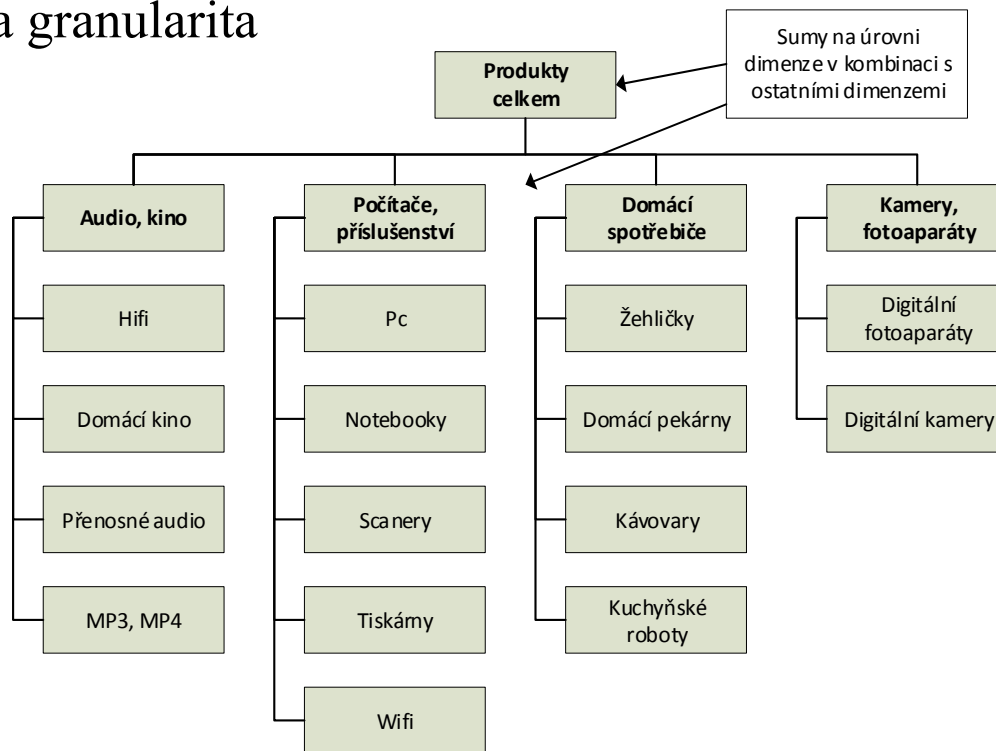 a granularita
Sumy na úrovni
dimenze v kombinaci s
ostatními dimenzemi
Produkty
celkem
Audio, kino
Hifi
Domácí kino
Přenosné audio
MP3, MP4
Počítače,
příslušenství
Pc
Notebooky
Scanery
Tiskárny
Wifi
Domácí
spotřebiče
Žehličky
Domácí pekárny
Kávovary
Kuchyňské
roboty
Kamery,
fotoaparáty
Digitální
fotoaparáty
Digitální kamery